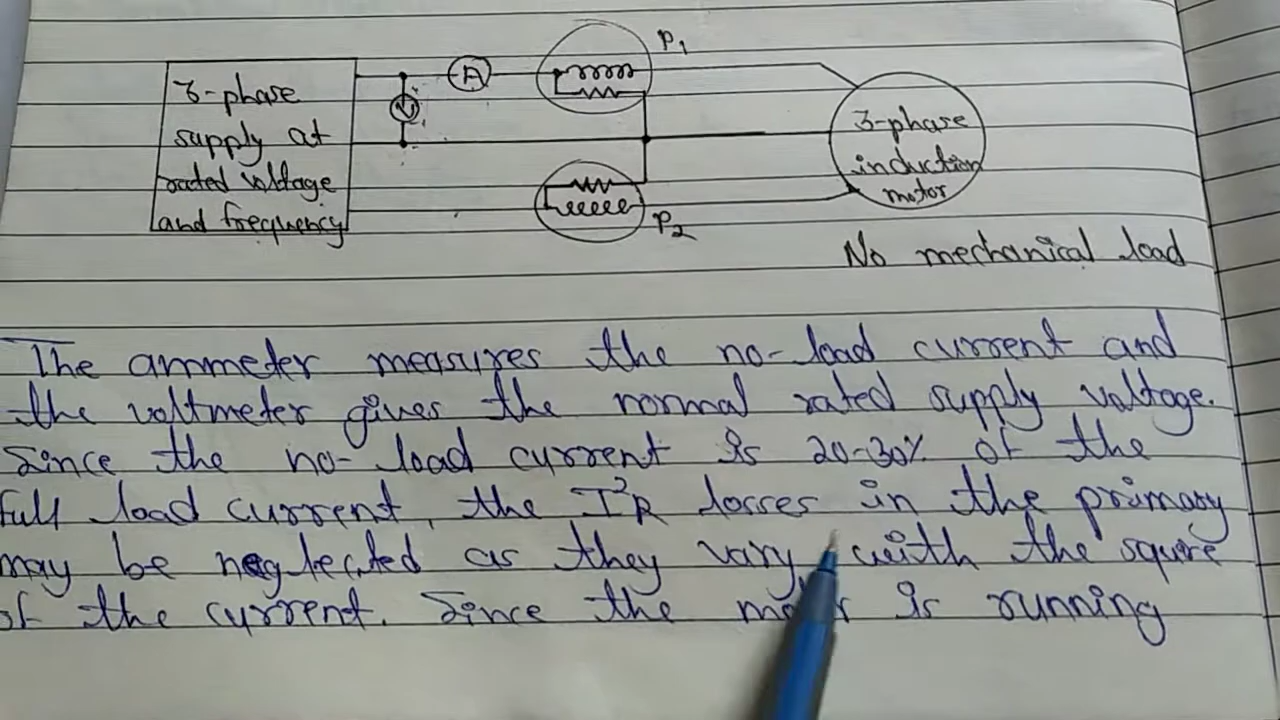 P1
A
V
3-phase
supply at
rated voltage
and frequency
3-phase
induction
motor
P2
No mechanical load
The ammeter measures the no-load current and
the voltmeter gives the normal rated supply voltage.
Since the no-load current is 20-30% of the
full load current, the I²R losses in the primary
may be neglected as they vary with the square
of the current. Since the motor is running